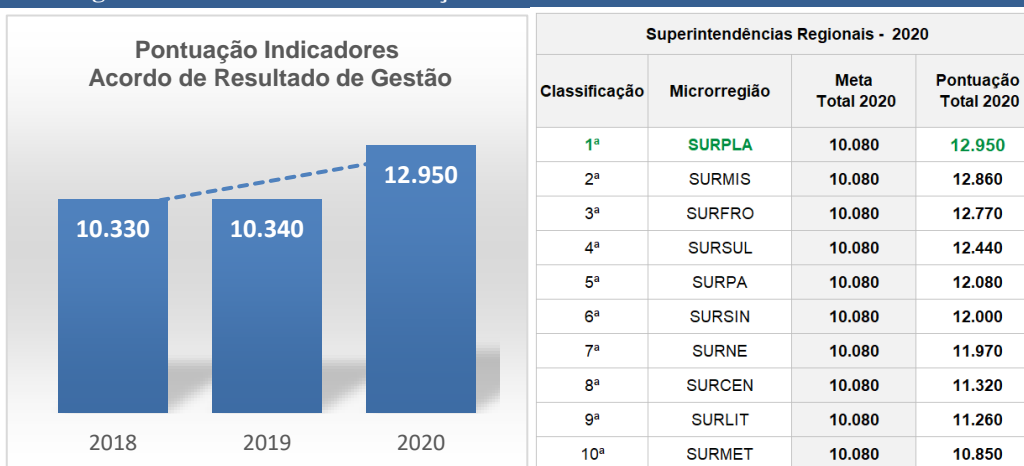 Pontuação Indicadores
Acordo de Resultado de Gestão
12.950
10.330
10.340
2018
2019
2020
Superintendências Regionais - 2020
Classificação Microrregião Meta Total 2020 Pontuação Total 2020
1ª SURPLA 10.080 12.950
2ª SURMIS 10.080 12.860
3ª SURFRO 10.080 12.770
4ª SURSUL 10.080 12.440
5ª SURPA 10.080 12.080
6ª SURSIN 10.080 12.000
7ª SURNE 10.080 11.970
8ª SURCEN 10.080 11.320
9ª SURLIT 10.080 11.260
10ª SURMET 10.080 10.850